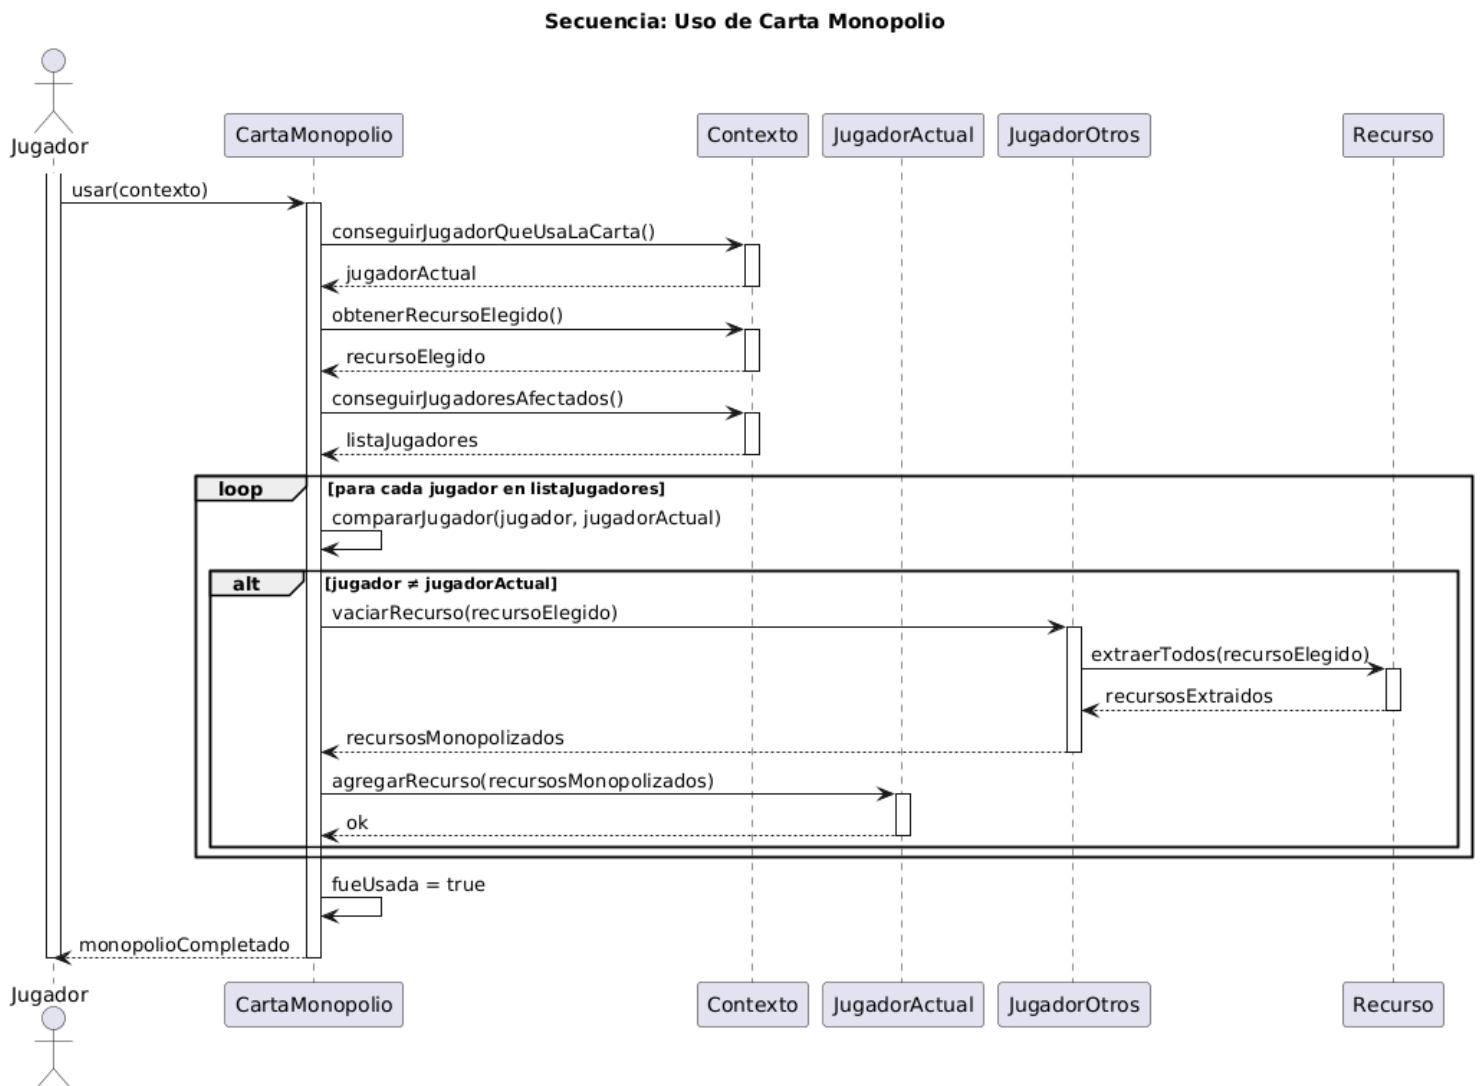 Secuencia: Uso de Carta Monopolio
Jugador
CartaMonopolio
Contexto
JugadorActual
JugadorOtros
Recurso
usar(contexto)
conseguirJugadorQueUsaLaCarta()
jugadorActual
obtenerRecursoElegido()
recursoElegido
conseguirJugadoresAfectados()
listaJugadores
loop
[para cada jugador en listaJugadores]
compararJugador(jugador, jugadorActual)
alt
[jugador ≠ jugadorActual]
vaciarRecurso(recursoElegido)
extraerTodos(recursoElegido)
recursosExtraidos
recursosMonopolizados
agregarRecurso(recursosMonopolizados)
ok
fueUsada = true
monopolioCompletado
Jugador
CartaMonopolio
Contexto
JugadorActual
JugadorOtros
Recurso